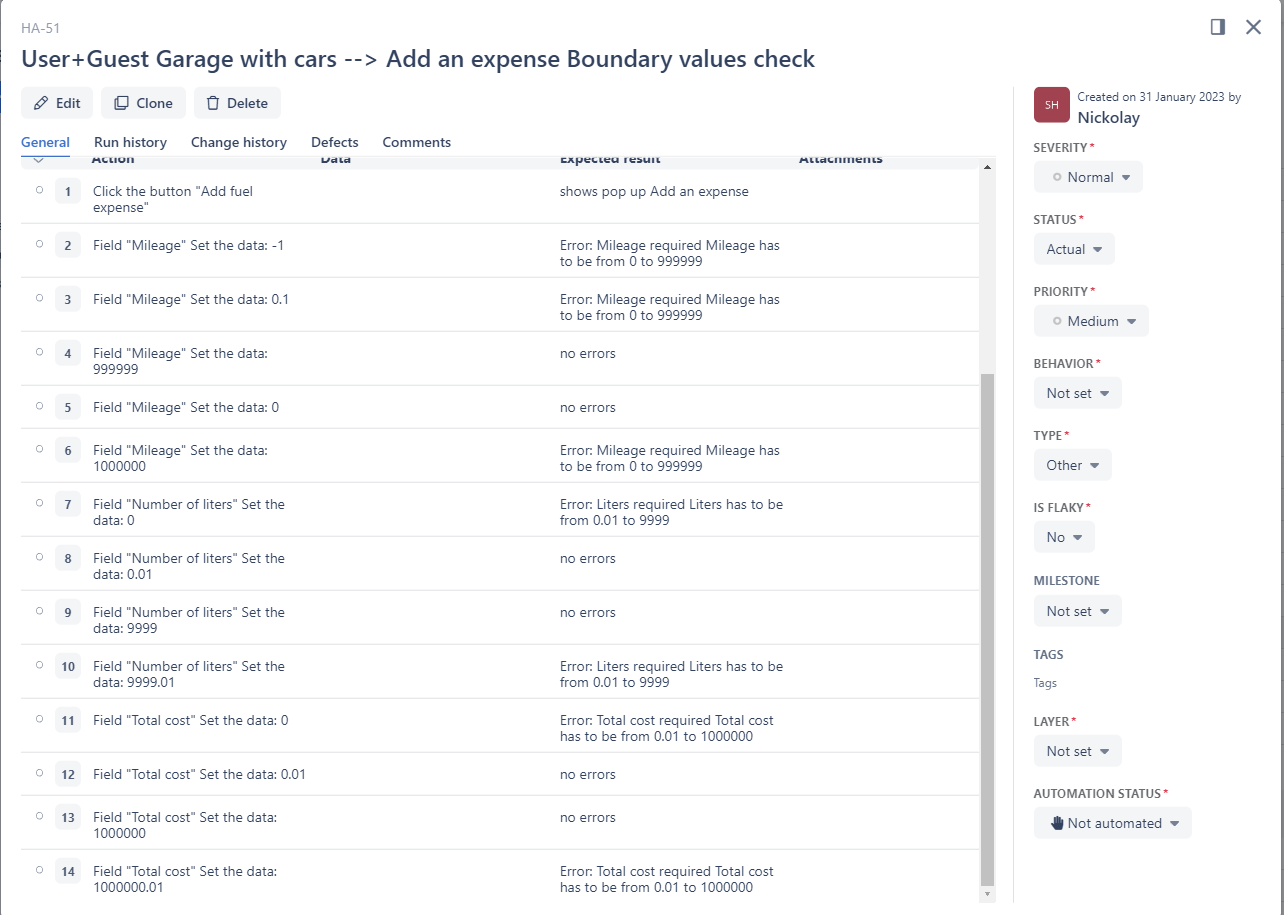 HA-51
User+Guest Garage with cars --> Add an expense Boundary values check
Edit
Clone
Delete
General
Run history
Change history
Defects
Comments
Action
Data
Expected result
Attachments
1
Click the button "Add fuel
expense"
shows pop up Add an expense
2
Field "Mileage" Set the data: -1
Error: Mileage required Mileage has
to be from 0 to 999999
3
Field "Mileage" Set the data: 0.1
Error: Mileage required Mileage has
to be from 0 to 999999
4
Field "Mileage" Set the data:
999999
no errors
5
Field "Mileage" Set the data: 0
no errors
6
Field "Mileage" Set the data:
1000000
Error: Mileage required Mileage has
to be from 0 to 999999
7
Field "Number of liters" Set the
data: 0
Error: Liters required Liters has to be
from 0.01 to 9999
8
Field "Number of liters" Set the
data: 0.01
no errors
9
Field "Number of liters" Set the
data: 9999
no errors
10
Field "Number of liters" Set the
data: 9999.01
Error: Liters required Liters has to be
from 0.01 to 9999
11
Field "Total cost" Set the data: 0
Error: Total cost required Total cost
has to be from 0.01 to 1000000
12
Field "Total cost" Set the data: 0.01
no errors
13
Field "Total cost" Set the data:
1000000
no errors
14
Field "Total cost" Set the data:
1000000.01
Error: Total cost required Total cost
has to be from 0.01 to 1000000
SH
Created on 31 January 2023 by
Nickolay
SEVERITY*
Normal
STATUS*
Actual
PRIORITY*
Medium
BEHAVIOR*
Not set
TYPE*
Other
IS FLAKY*
No
MILESTONE
Not set
TAGS
Tags
LAYER*
Not set
AUTOMATION STATUS*
Not automated